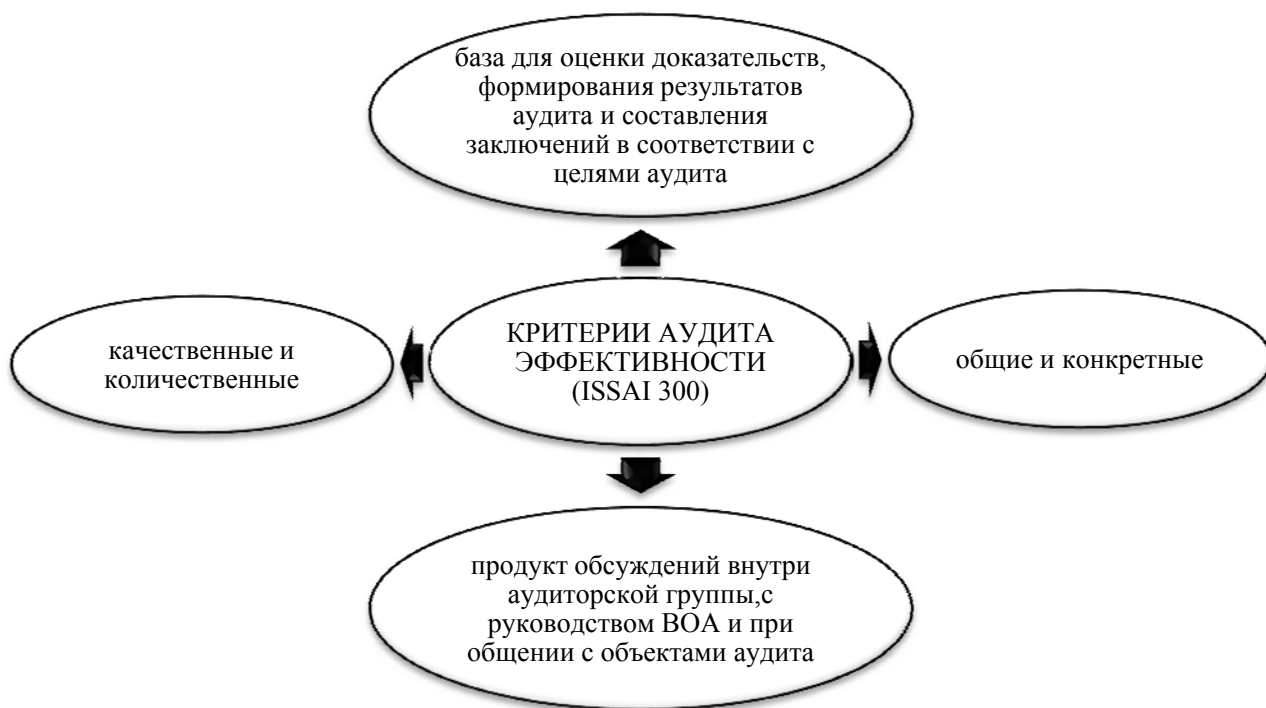 база для оценки доказательств,
формирования результатов
аудита и составления
заключений в соответствии с
целями аудита
качественные и
количественные
КРИТЕРИИ АУДИТА
ЭФФЕКТИВНОСТИ
(ISSAI 300)
общие и конкретные
продукт обсуждений внутри
аудиторской группы,с
руководством ВОА и при
общении с объектами аудита